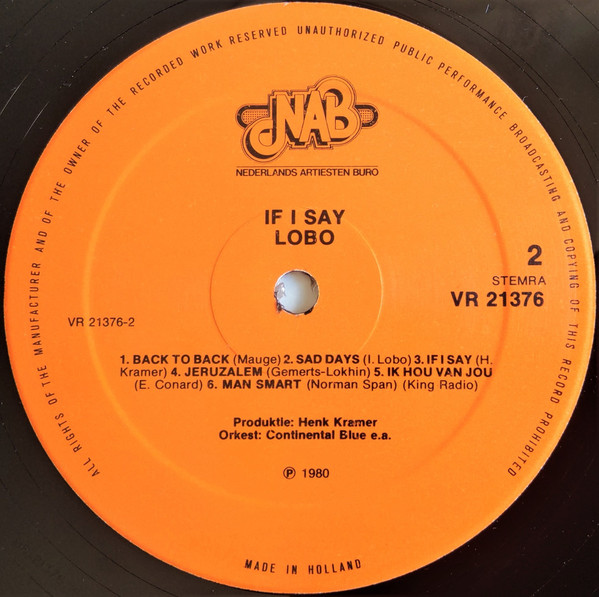 ALL RIGHTS OF THE MANUFACTURER AND OF THE OWNER OF THE RECORDED WORK RESERVED UNAUTHORIZED PUBLIC PERFORMANCE BROADCASTING AND COPYING OF THIS RECORD PROHIBITED
NAB
NEDERLANDS ARTIESTEN BURO
IF I SAY
LOBO
2
STEMRA
VR 21376
VR 21376-2
1. BACK TO BACK (Mauge) 2. SAD DAYS (I. Lobo) 3. IF I SAY (H.
Kramer) 4. JERUZALEM (Gemerts-Lokhin) 5. IK HOU VAN JOU
(E. Conard) 6. MAN SMART (Norman Span) (King Radio)
Produktie: Henk Kramer
Orkest: Continental Blue e.a.
℗ 1980
MADE IN HOLLAND